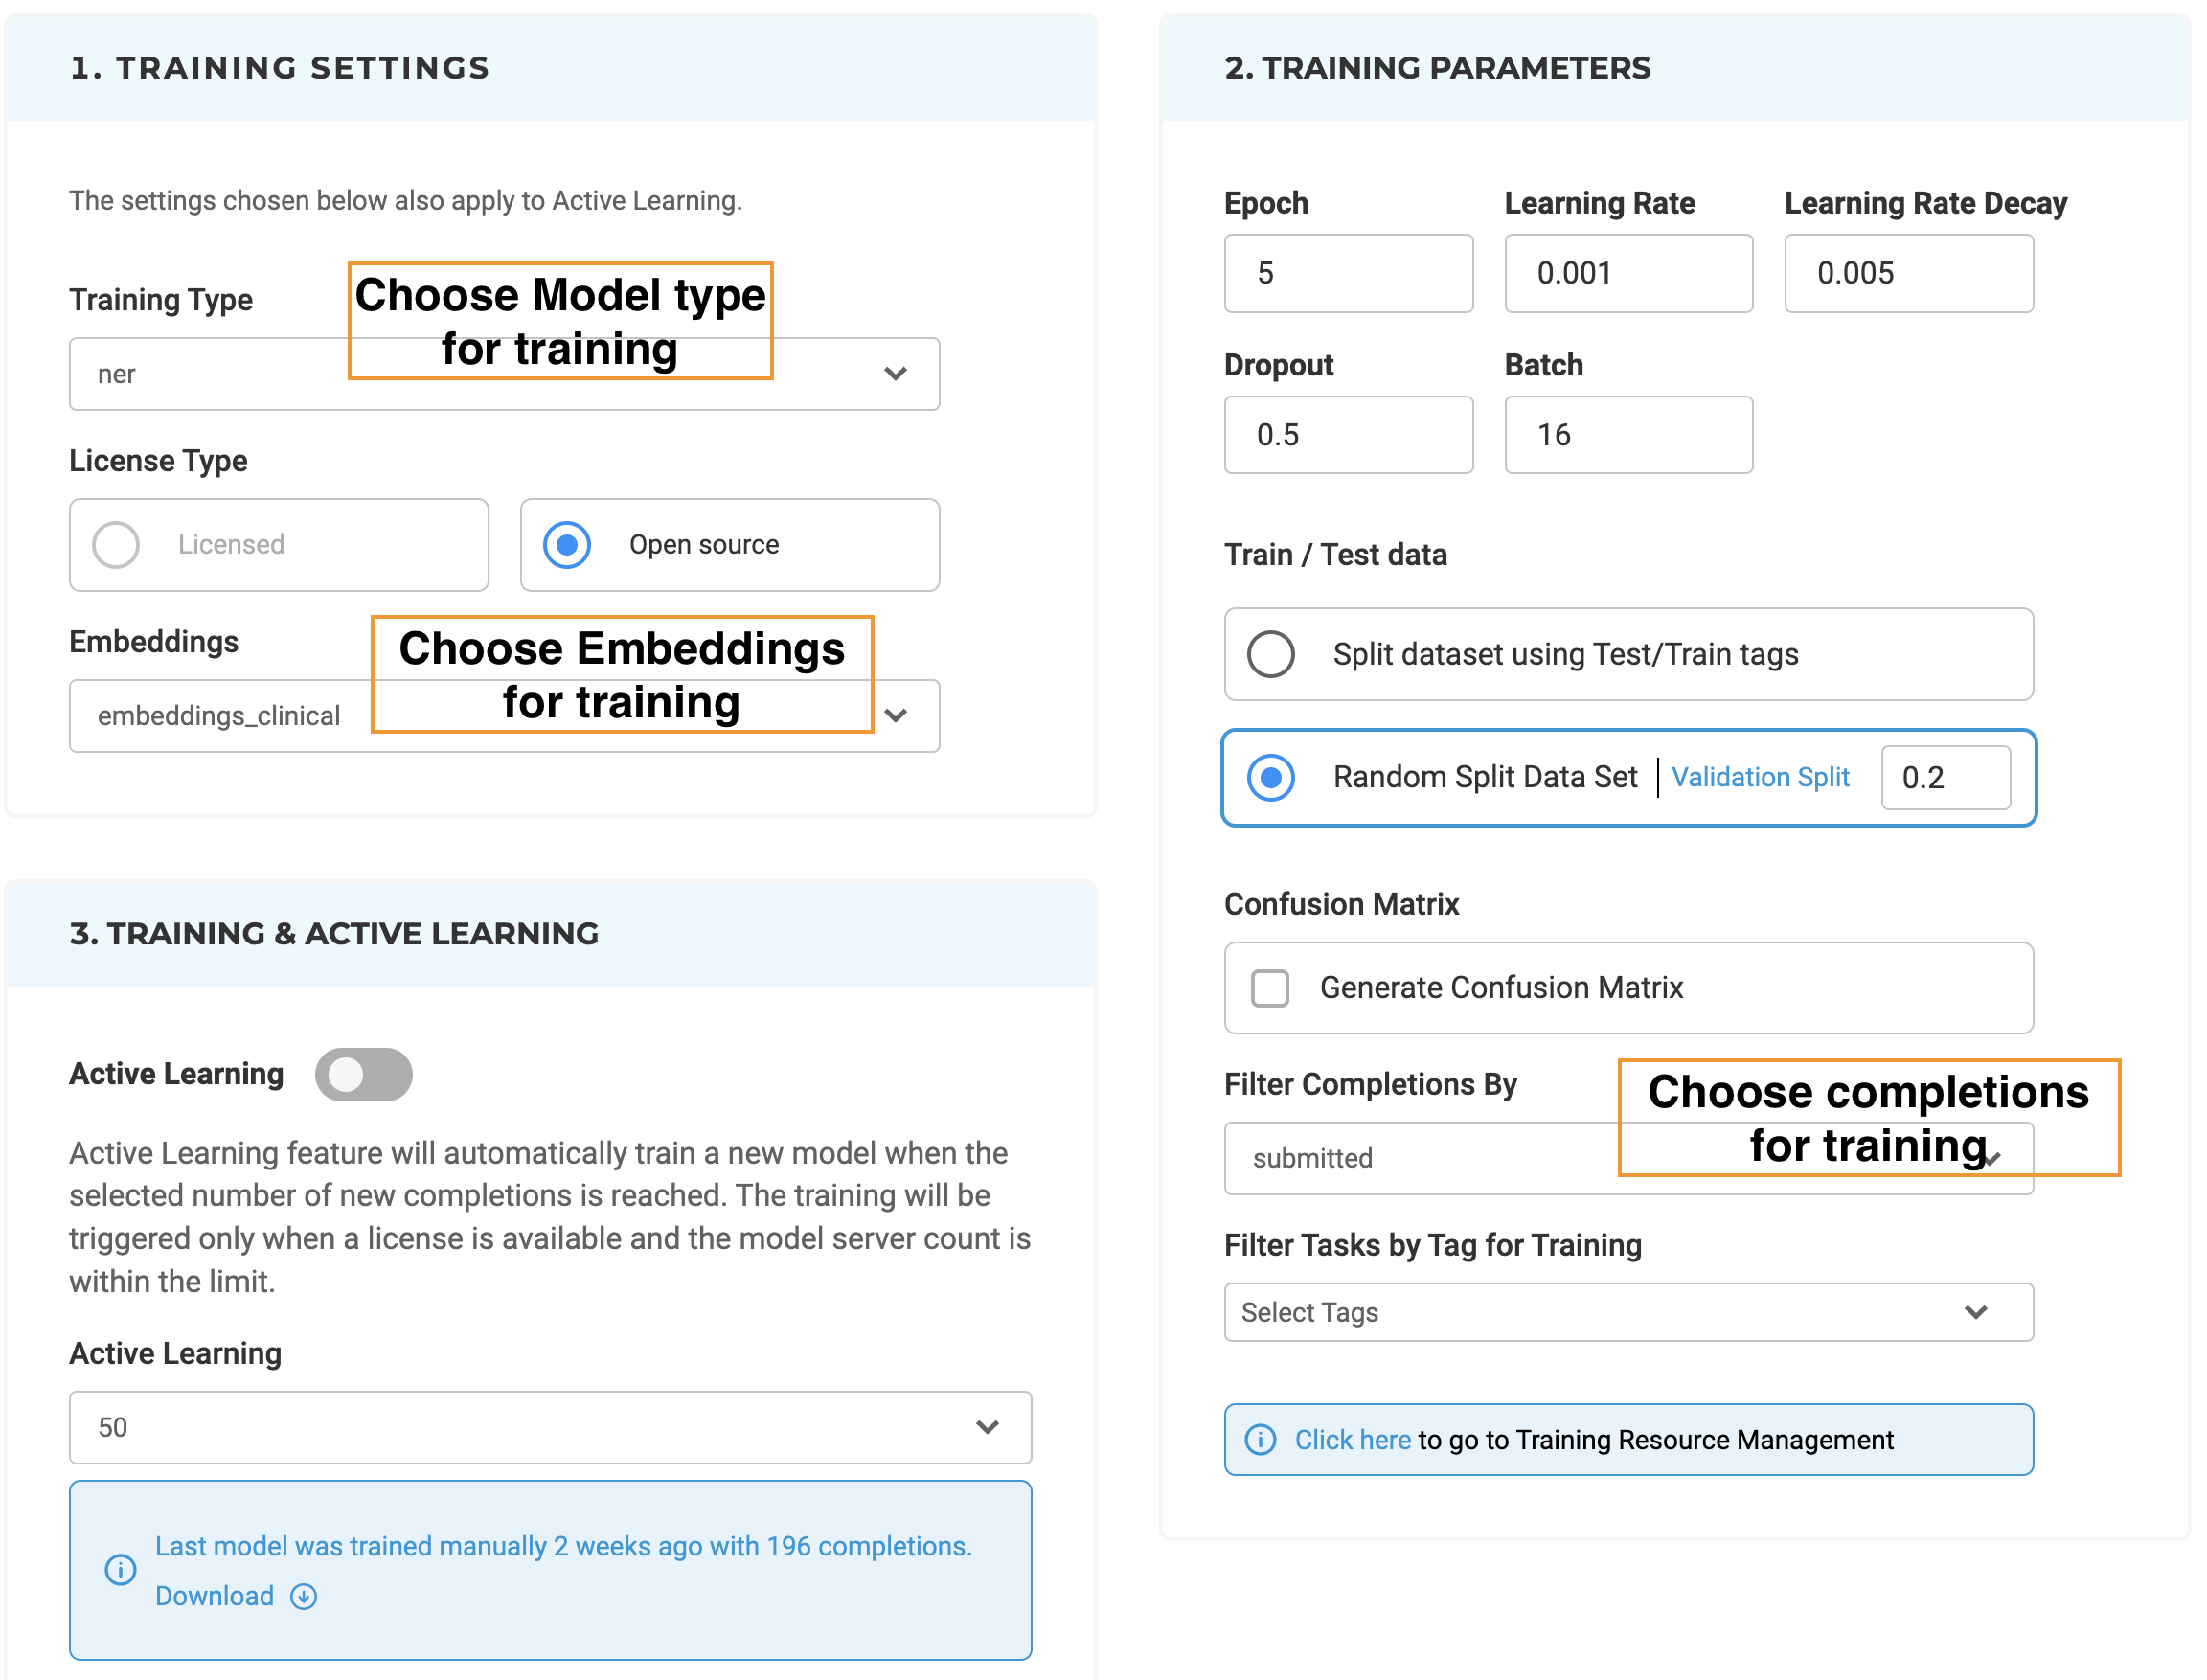 1. TRAINING SETTINGS
The settings chosen below also apply to Active Learning.
Training Type
Choose Model type
for training
ner
License Type
Licensed
Open source
Embeddings
Choose Embeddings
for training
embeddings_clinical
2. TRAINING PARAMETERS
Epoch
Learning Rate
Learning Rate Decay
5
0.001
0.005
Dropout
Batch
0.5
16
Train / Test data
Split dataset using Test/Train tags
Random Split Data Set | Validation Split 0.2
Confusion Matrix
Generate Confusion Matrix
Filter Completions By
Choose completions
for training
submitted
Filter Tasks by Tag for Training
Select Tags
Click here to go to Training Resource Management
3. TRAINING & ACTIVE LEARNING
Active Learning
Active Learning feature will automatically train a new model when the
selected number of new completions is reached. The training will be
triggered only when a license is available and the model server count is
within the limit.
Active Learning
50
Last model was trained manually 2 weeks ago with 196 completions.
Download